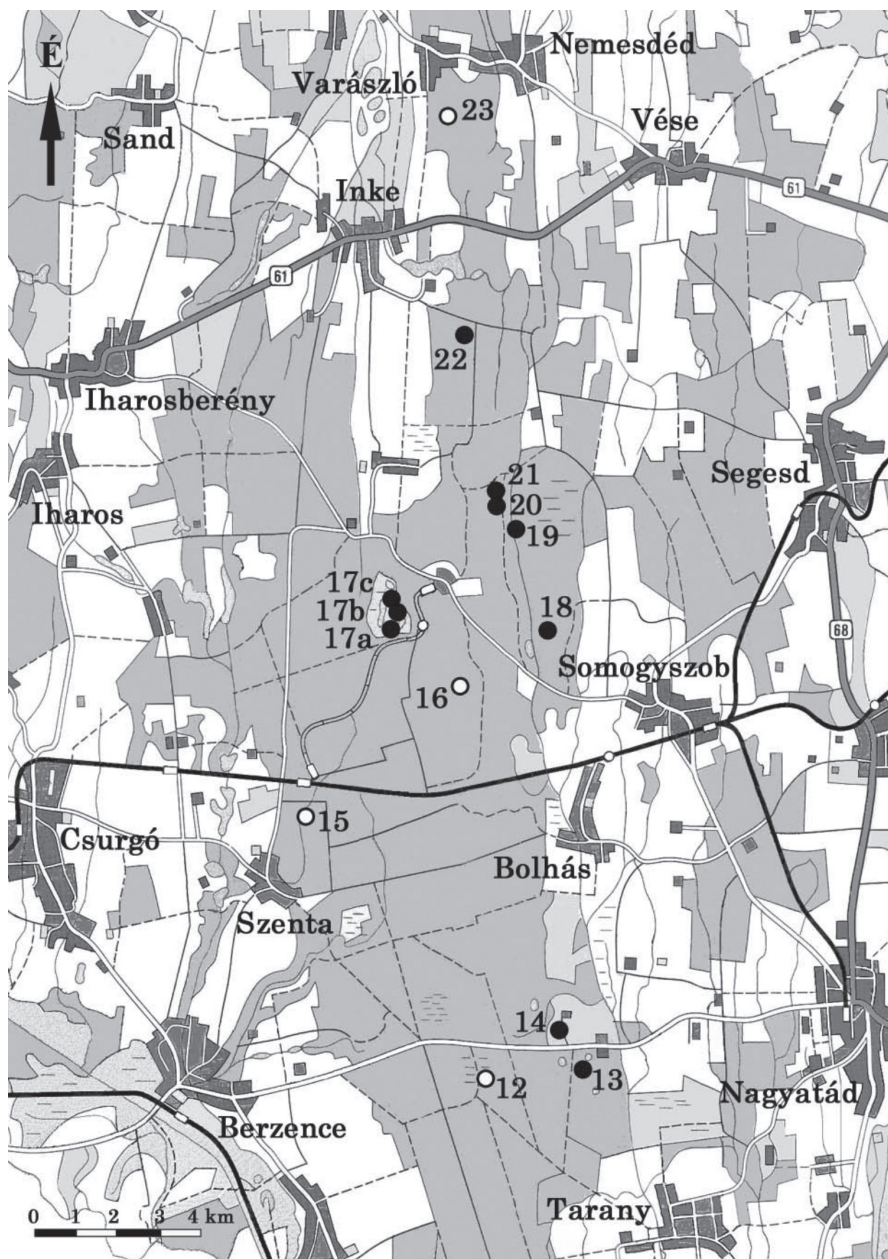 Nemesdéd
É
Varászló
23
Sand
Vése
61
Inke
61
22
Iharosberény
Segesd
21
20
Iharos
19
17c
17b
18
17a
68
Somogyszob
16
15
Csurgó
Bolhás
Szenta
14
13
12
Nagyatád
Berzence
Tarany
0 1 2 3 4 km